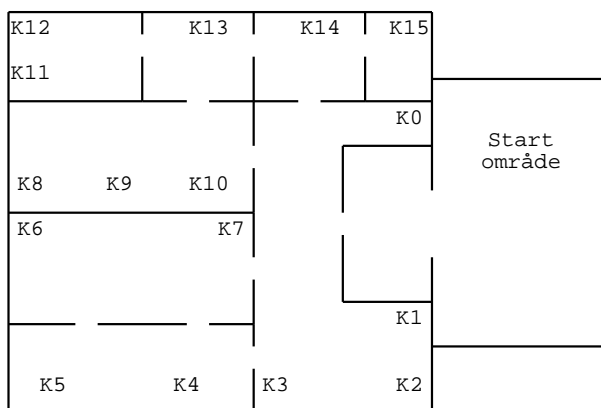 K12 K13 K14 K15
K11
K0
Start
område
K8 K9 K10
K6 K7
K1
K5 K4 K3 K2